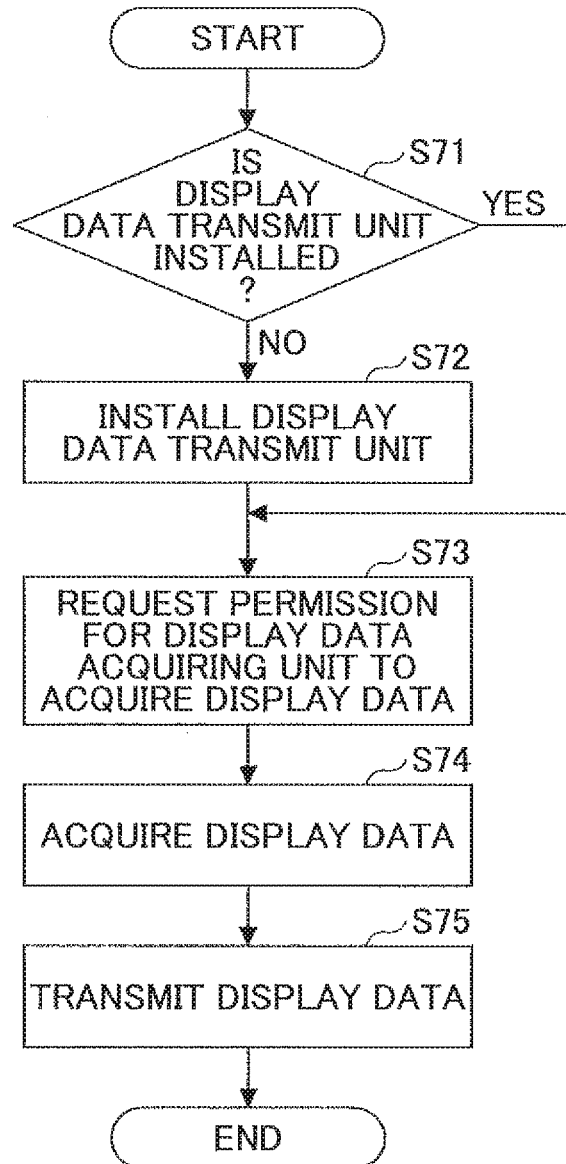 START
S71
IS
DISPLAY
DATA TRANSMIT UNIT
INSTALLED
?
YES
NO
S72
INSTALL DISPLAY
DATA TRANSMIT UNIT
S73
REQUEST PERMISSION
FOR DISPLAY DATA
ACQUIRING UNIT TO
ACQUIRE DISPLAY DATA
S74
ACQUIRE DISPLAY DATA
S75
TRANSMIT DISPLAY DATA
END